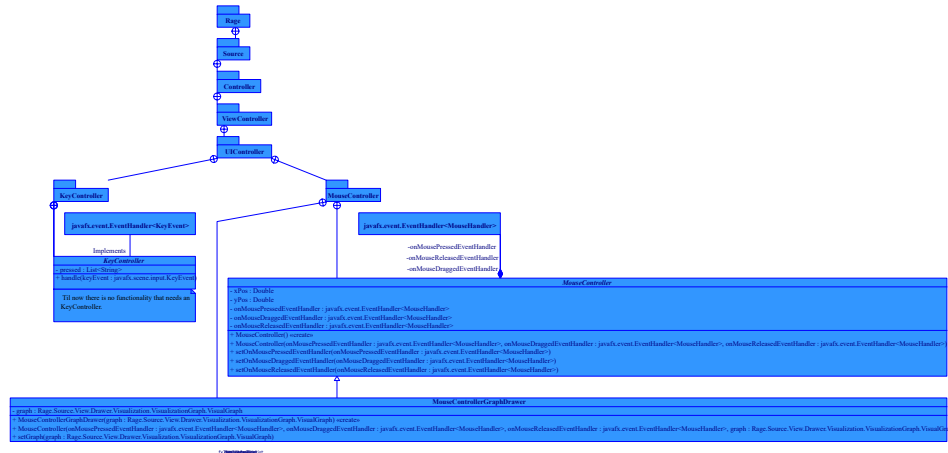 Rage
Source
Controller
ViewController
UIController
KeyController
MouseController
javafx.event.EventHandler<KeyEvent>
javafx.event.EventHandler<MouseHandler>
Implements
-onMousePressedEventHandler
-onMouseReleasedEventHandler
-onMouseDraggedEventHandler
KeyController
- pressed : List<String>
+ handle(keyEvent : javafx.scene.input.KeyEvent)
Til now there is no functionality that needs an
KeyController.
MouseController
- xPos : Double
- yPos : Double
- onMousePressedEventHandler : javafx.event.EventHandler<MouseHandler>
- onMouseDraggedEventHandler : javafx.event.EventHandler<MouseHandler>
- onMouseReleasedEventHandler : javafx.event.EventHandler<MouseHandler>
+ MouseController() «create»
+ MouseController(onMousePressedEventHandler : javafx.event.EventHandler<MouseHandler>, onMouseDraggedEventHandler : javafx.event.EventHandler<MouseHandler>, onMouseReleasedEventHandler : javafx.event.EventHandler<MouseHandler>)
+ setOnMousePressedEventHandler(onMousePressedEventHandler : javafx.event.EventHandler<MouseHandler>)
+ setOnMouseDraggedEventHandler(onMouseDraggedEventHandler : javafx.event.EventHandler<MouseHandler>)
+ setOnMouseReleasedEventHandler(onMouseReleasedEventHandler : javafx.event.EventHandler<MouseHandler>)
MouseControllerGraphDrawer
- graph : Rage.Source.View.Drawer.Visualization.VisualizationGraph.VisualGraph
+ MouseControllerGraphDrawer(graph : Rage.Source.View.Drawer.Visualization.VisualizationGraph.VisualGraph) «create»
+ MouseController(onMousePressedEventHandler : javafx.event.EventHandler<MouseHandler>, onMouseDraggedEventHandler : javafx.event.EventHandler<MouseHandler>, onMouseReleasedEventHandler : javafx.event.EventHandler<MouseHandler>, graph : Rage.Source.View.Drawer.Visualization.VisualizationGraph.VisualGra
+ setGraph(graph : Rage.Source.View.Drawer.Visualization.VisualizationGraph.VisualGraph)